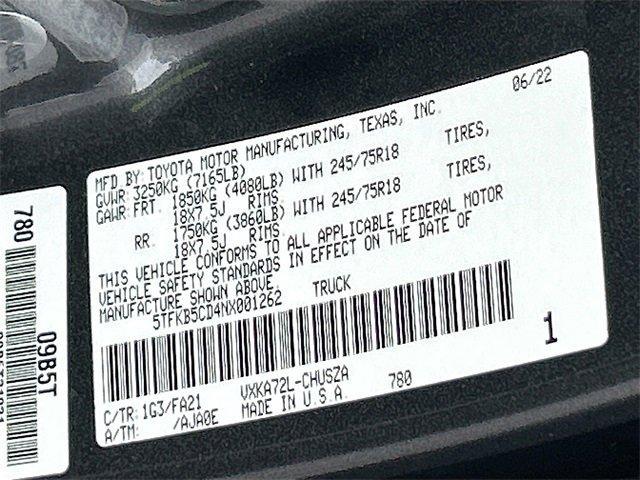 06/22
MFD BY: TOYOTA MOTOR MANUFACTURING, TEXAS, INC.
GVWR: 3250KG (7165LB)
GAWR: FRT. 1850KG (4080LB) WITH 245/75R18 TIRES,
18X7.5J RIMS
RR. 1750KG (3860LB) WITH 245/75R18 TIRES,
18X7.5J RIMS.
THIS VEHICLE CONFORMS TO ALL APPLICABLE FEDERAL MOTOR
VEHICLE SAFETY STANDARDS IN EFFECT ON THE DATE OF
MANUFACTURE SHOWN ABOVE.
5TFKB5CD4NX001262 TRUCK
1
C/TR: 1G3/FA21 VXKA72L-CHUSZA 780
A/TM: /AJA0E MADE IN U.S.A.
780
09B5T